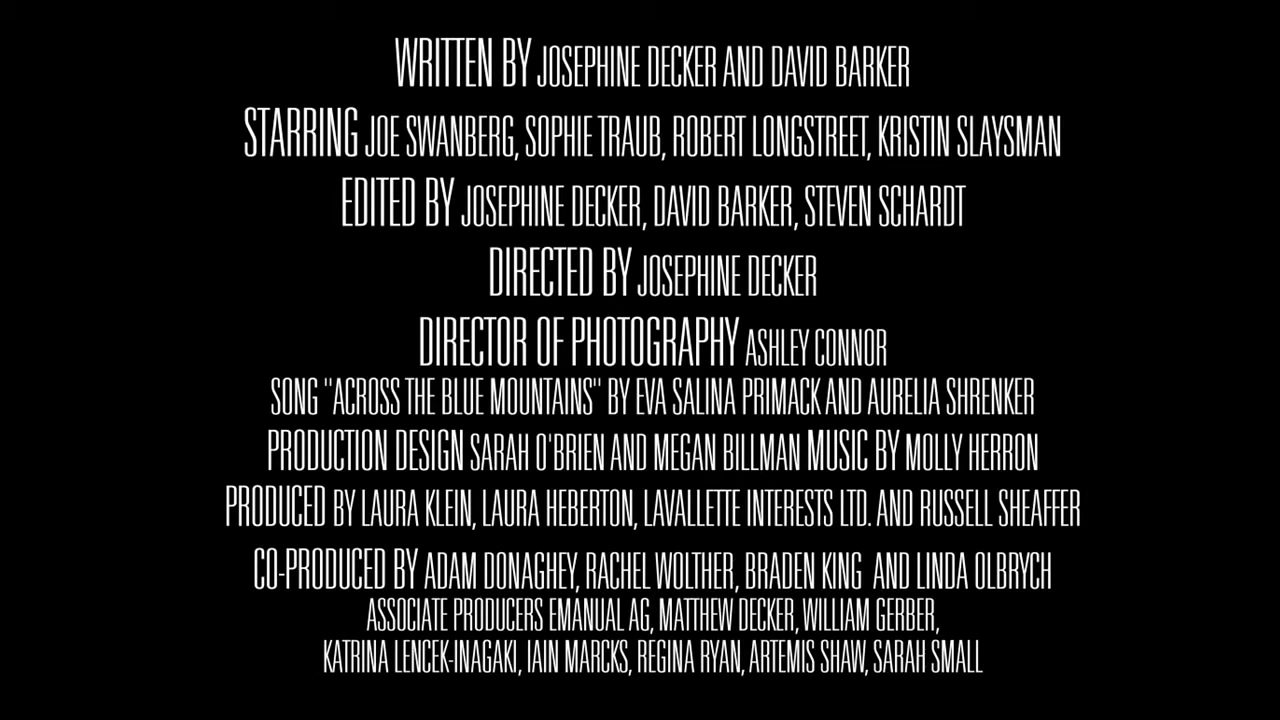 WRITTEN BY JOSEPHINE DECKER AND DAVID BARKER
STARRING JOE SWANBERG, SOPHIE TRAUB, ROBERT LONGSTREET, KRISTIN SLAYSMAN
EDITED BY JOSEPHINE DECKER, DAVID BARKER, STEVEN SCHARDT
DIRECTED BY JOSEPHINE DECKER
DIRECTOR OF PHOTOGRAPHY ASHLEY CONNOR
SONG "ACROSS THE BLUE MOUNTAINS" BY EVA SALINA PRIMACK AND AURELIA SHRENKER
PRODUCTION DESIGN SARAH O'BRIEN AND MEGAN BILLMAN MUSIC BY MOLLY HERRON
PRODUCED BY LAURA KLEIN, LAURA HEBERTON, LAVALLETTE INTERESTS LTD. AND RUSSELL SHEAFFER
CO-PRODUCED BY ADAM DONAGHEY, RACHEL WOLTHER, BRADEN KING AND LINDA OLBRYCH
ASSOCIATE PRODUCERS EMANUAL AG, MATTHEW DECKER, WILLIAM GERBER,
KATRINA LENCEK-INAGAKI, IAIN MARCKS, REGINA RYAN, ARTEMIS SHAW, SARAH SMALL